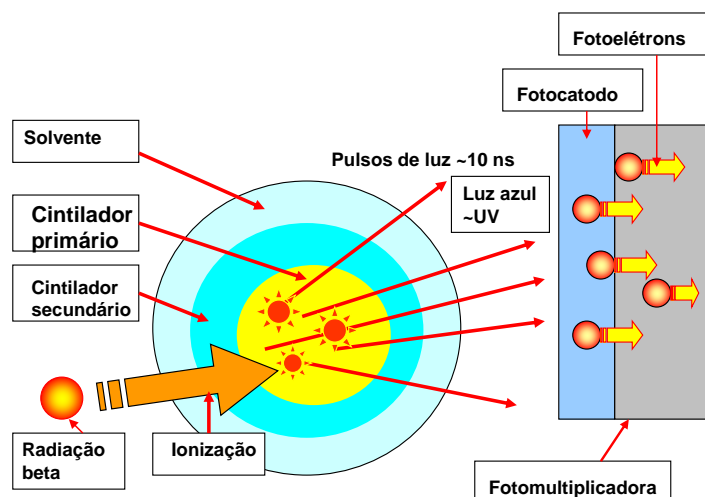 Fotoelétrons
Fotocatodo
Solvente
Pulsos de luz ~10 ns
Luz azul
~UV
Cintilador
primário
Cintilador
secundário
Radiação
beta
Ionização
Fotomultiplicadora